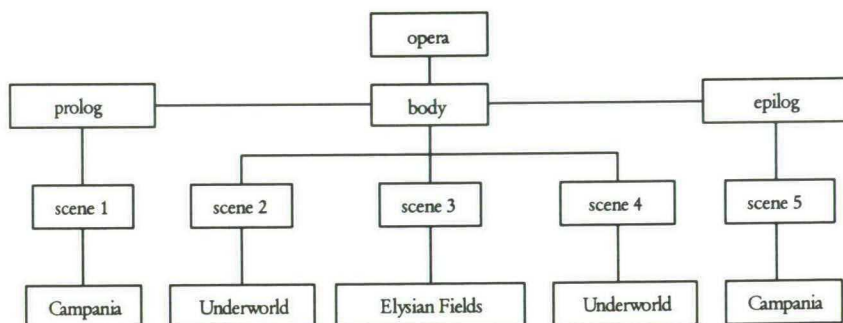 opera
prolog
body
epilog
scene 1
scene 2
scene 3
scene 4
scene 5
Campania
Underworld
Elysian Fields
Underworld
Campania